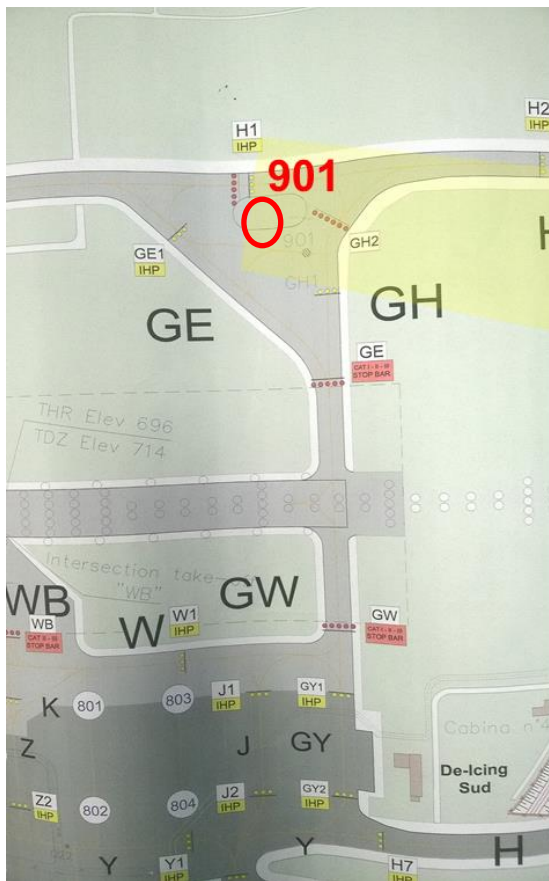 H1
IHP
H2
IHP
901
GE1
IHP
901
GH2
GH1
H
GE
GH
GE
CAT I - II - III
STOP BAR
THR Elev 696
TDZ Elev 714
Intersection take-
"WB"
WB
W
GW
WB
CAT I - II - III
STOP BAR
W1
IHP
GW
CAT I - II - III
STOP BAR
K
801
803
J1
IHP
GY1
IHP
Z
J
GY
Cabina n°4
De-Icing
Sud
Z2
IHP
802
804
J2
IHP
GY2
IHP
Y
Y1
IHP
Y
H7
IHP
H